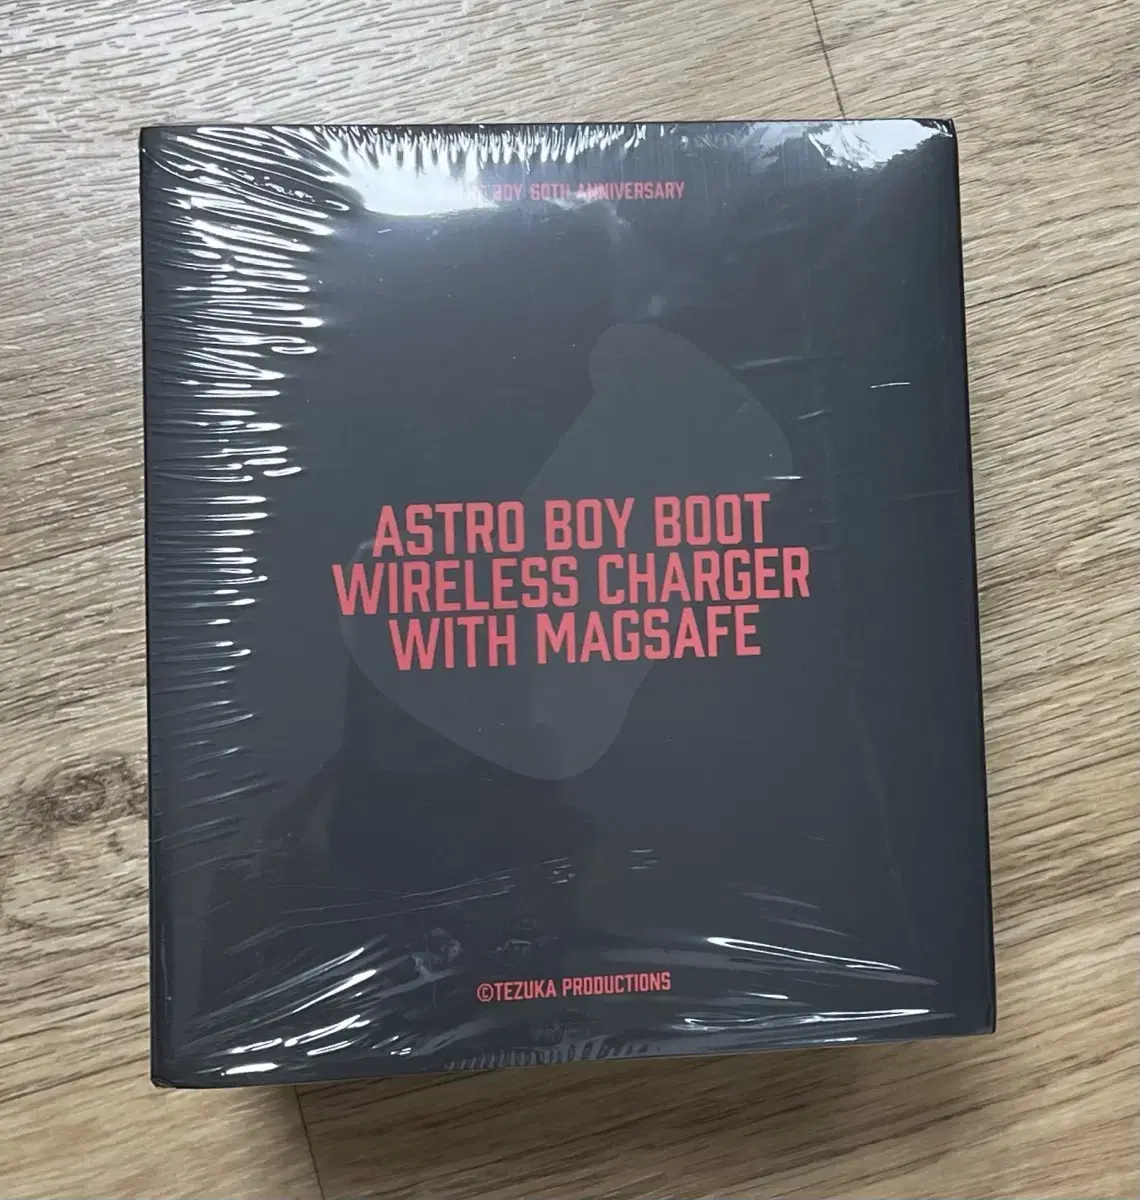 BOY 60TH ANNIVERSARY
ASTRO BOY BOOT
WIRELESS CHARGER
WITH MAGSAFE
©TEZUKA PRODUCTIONS